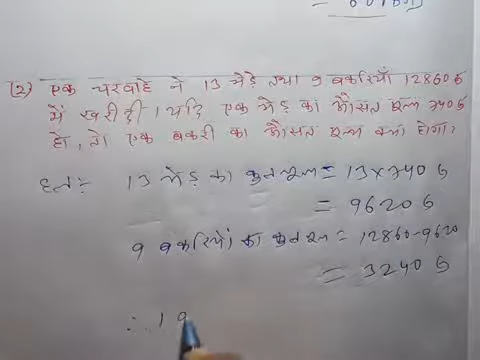 (2) एक चरवाहे ने 13 भेड़े तथा 9 बकरियाँ 12860 ₹
में खरीदी। यदि एक भेड़ का औसत मूल्य 740 ₹
हो, तो एक बकरी का औसत मूल्य क्या होगा?
हल:- 13 भेड़ का कुल मूल्य = 13×740 ₹
= 9620 ₹
9 बकरियों का कुल मूल्य = 12860-9620
= 3240 ₹
∴ 1